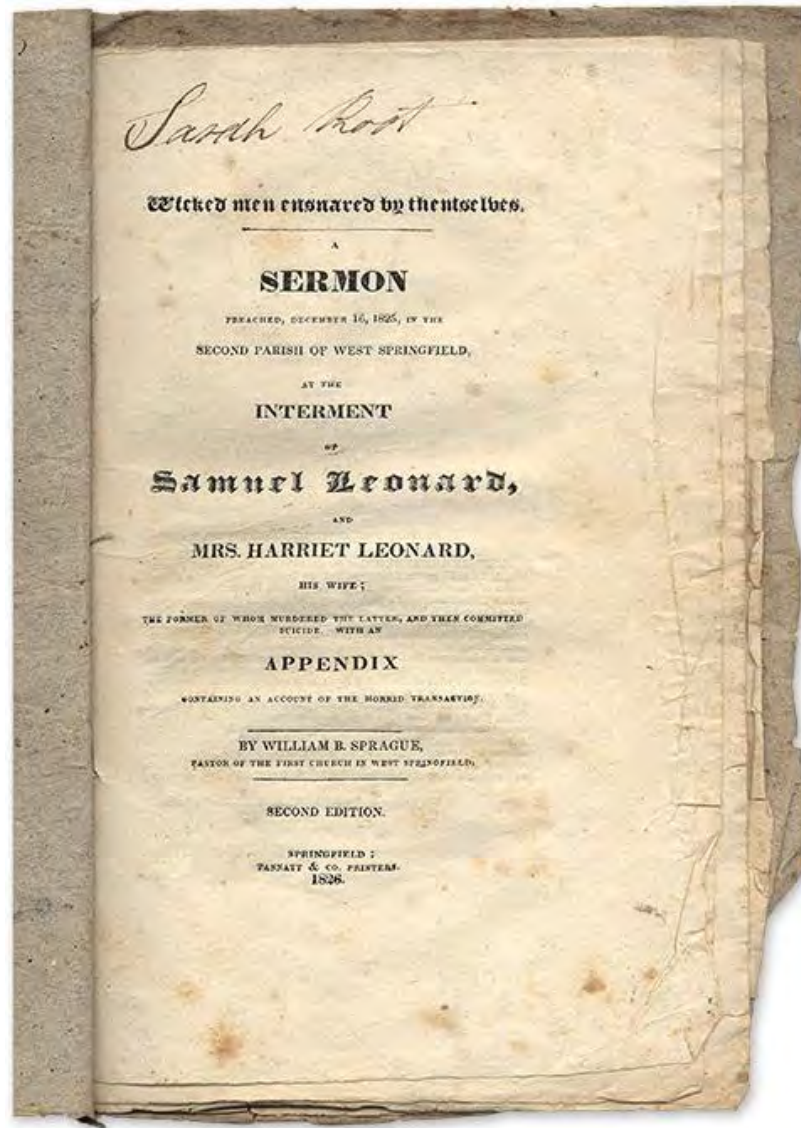 Sarah Root
Wicked men ensnared by themselves.
A
SERMON
PREACHED, DECEMBER 16, 1825, IN THE
SECOND PARISH OF WEST SPRINGFIELD,
AT THE
INTERMENT
OF
Samuel Leonard,
AND
MRS. HARRIET LEONARD,
HIS WIFE;
THE FORMER OF WHOM MURDERED THE LATTER, AND THEN COMMITTED
SUICIDE. WITH AN
APPENDIX
CONTAINING AN ACCOUNT OF THE HORRID TRANSACTION.
BY WILLIAM B. SPRAGUE,
PASTOR OF THE FIRST CHURCH IN WEST SPRINGFIELD.
SECOND EDITION.
SPRINGFIELD;
TANNATT & CO. PRINTERS.
1826.